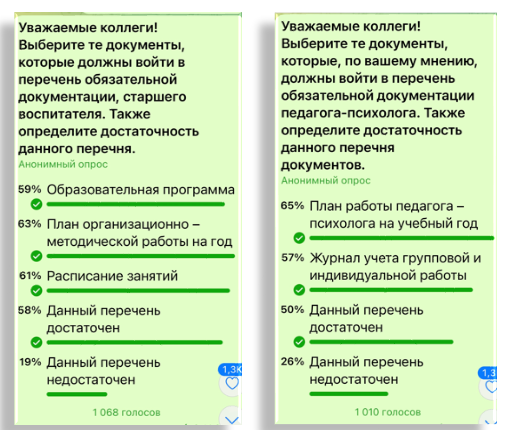 Уважаемые коллеги!
Выберите те документы,
которые должны войти в
перечень обязательной
документации, старшего
воспитателя. Также
определите достаточность
данного перечня.
Анонимный опрос
59% Образовательная программа
63% План организационно –
методической работы на год
61% Расписание занятий
58% Данный перечень
достаточен
19% Данный перечень
недостаточен
1,3K
1 068 голосов
Уважаемые коллеги!
Выберите те документы,
которые, по вашему мнению,
должны войти в перечень
обязательной документации
педагога-психолога. Также
определите достаточность
данного перечня
документов.
Анонимный опрос
65% План работы педагога –
психолога на учебный год
57% Журнал учета групповой и
индивидуальной работы
50% Данный перечень
достаточен
26% Данный перечень
недостаточен
1,3
1 010 голосов